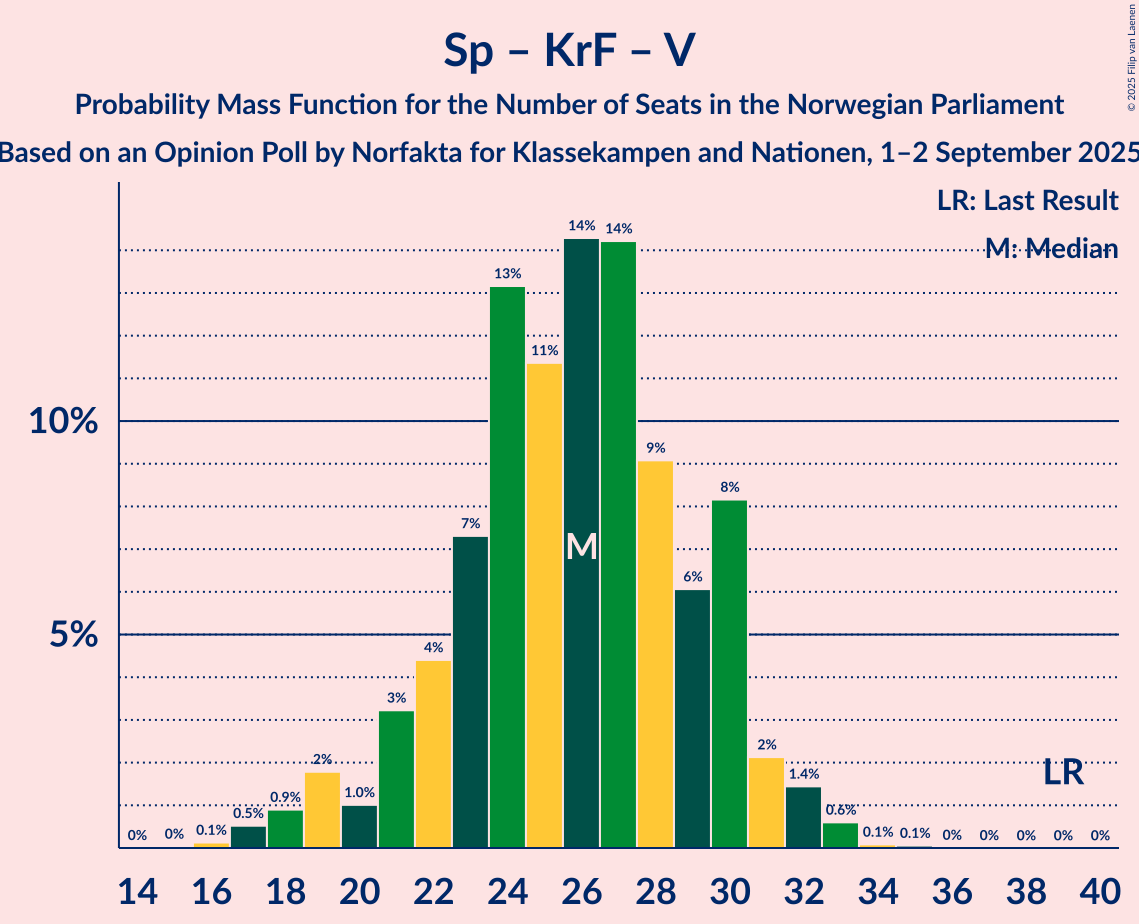 Sp – KrF – V
Probability Mass Function for the Number of Seats in the Norwegian Parliament
Based on an Opinion Poll by Norfakta for Klassekampen and Nationen, 1–2 September 2025
© 2025 Filip van Laenen
LR: Last Result
M: Median
14% 14%
13%
11%
10%
9%
8%
7%
M
6%
5%
4%
3%
2% 2%
LR
0% 0% 0.1% 0.5% 0.9% 1.0% 1.4% 0.6% 0.1% 0.1% 0% 0% 0% 0% 0%
14 16 18 20 22 24 26 28 30 32 34 36 38 40